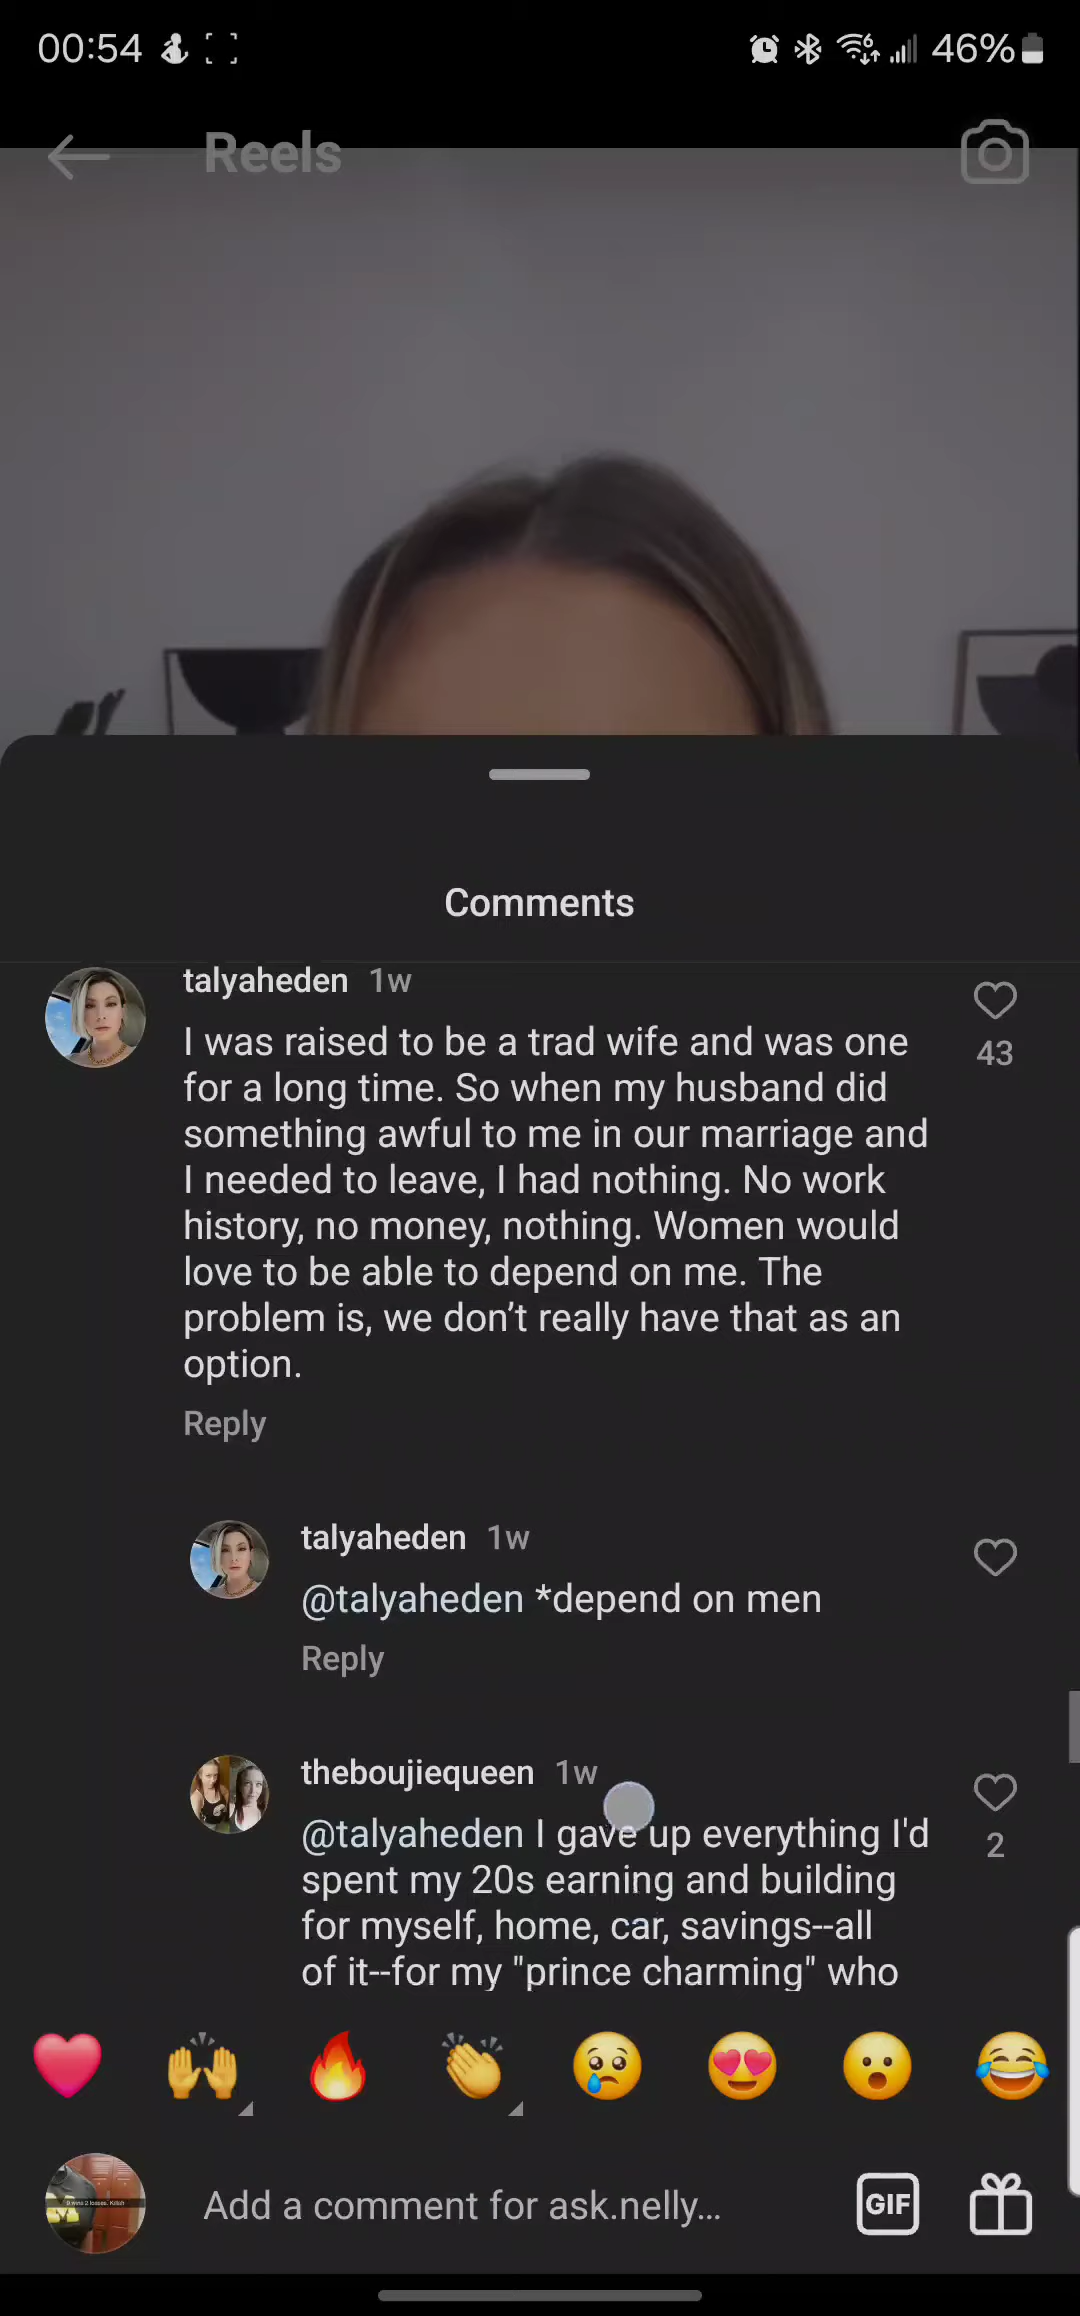 00:54
46%
Reels
Comments
talyaheden 1w
I was raised to be a trad wife and was one
for a long time. So when my husband did
something awful to me in our marriage and
I needed to leave, I had nothing. No work
history, no money, nothing. Women would
love to be able to depend on me. The
problem is, we don’t really have that as an
option.
43
Reply
talyaheden 1w
@talyaheden *depend on men
Reply
theboujiequeen 1w
@talyaheden I gave up everything I'd
spent my 20s earning and building
for myself, home, car, savings--all
of it--for my "prince charming" who
2
Add a comment for ask.nelly...
GIF